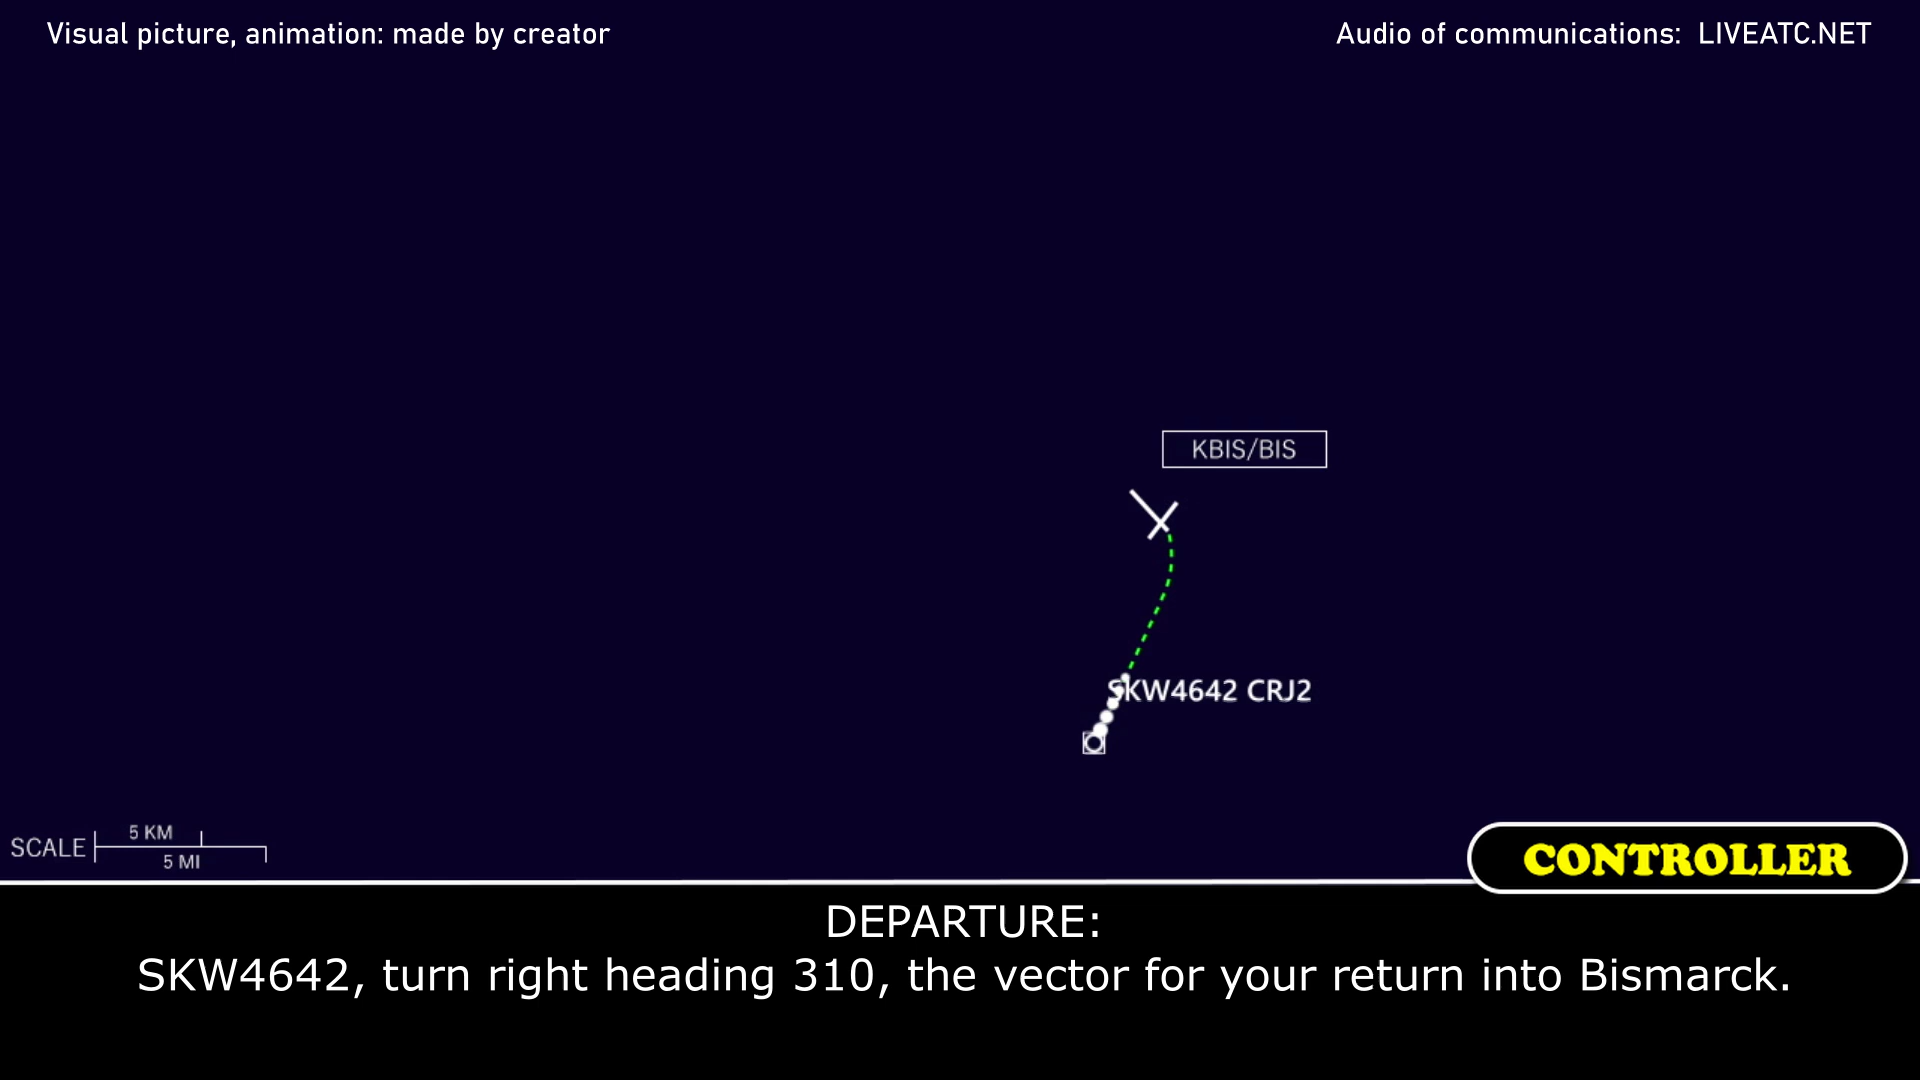 Visual picture, animation: made by creator
Audio of communications: LIVEATC.NET
KBIS/BIS
SKW4642 CRJ2
SCALE
5 KM
5 MI
CONTROLLER
DEPARTURE:
SKW4642, turn right heading 310, the vector for your return into Bismarck.